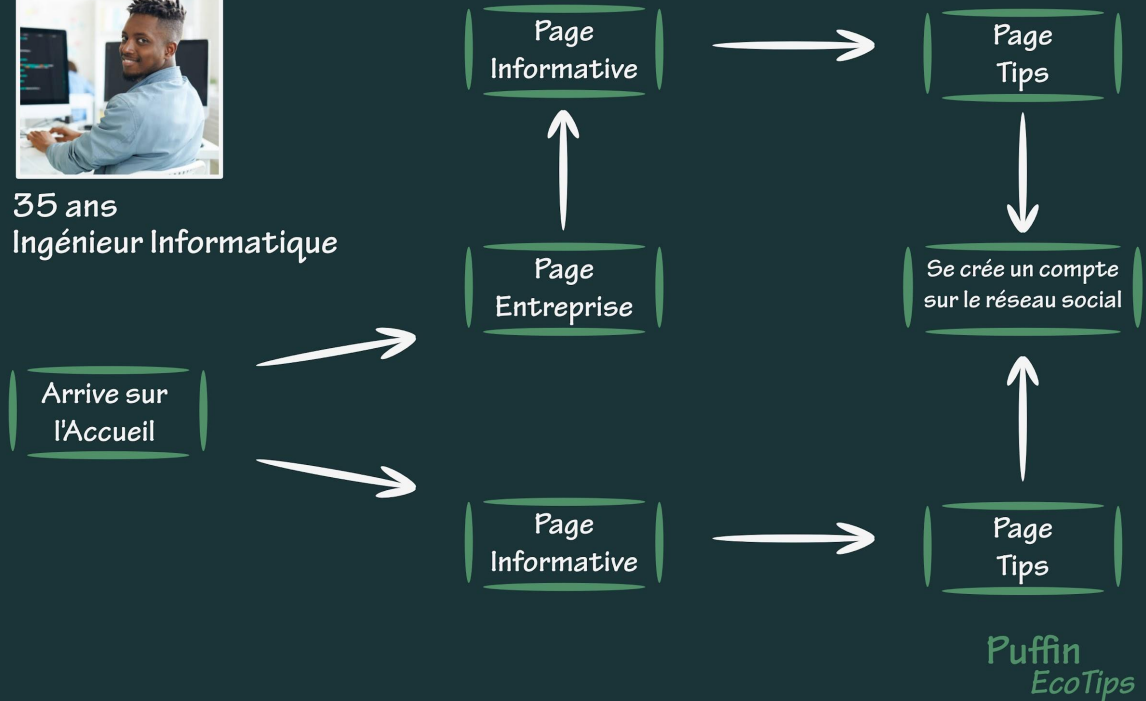 35 ans
Ingénieur Informatique
Arrive sur
l'Accueil
Page
Entreprise
Page
Informative
Page
Tips
Se crée un compte
sur le réseau social
Page
Informative
Page
Tips
Puffin
EcoTips